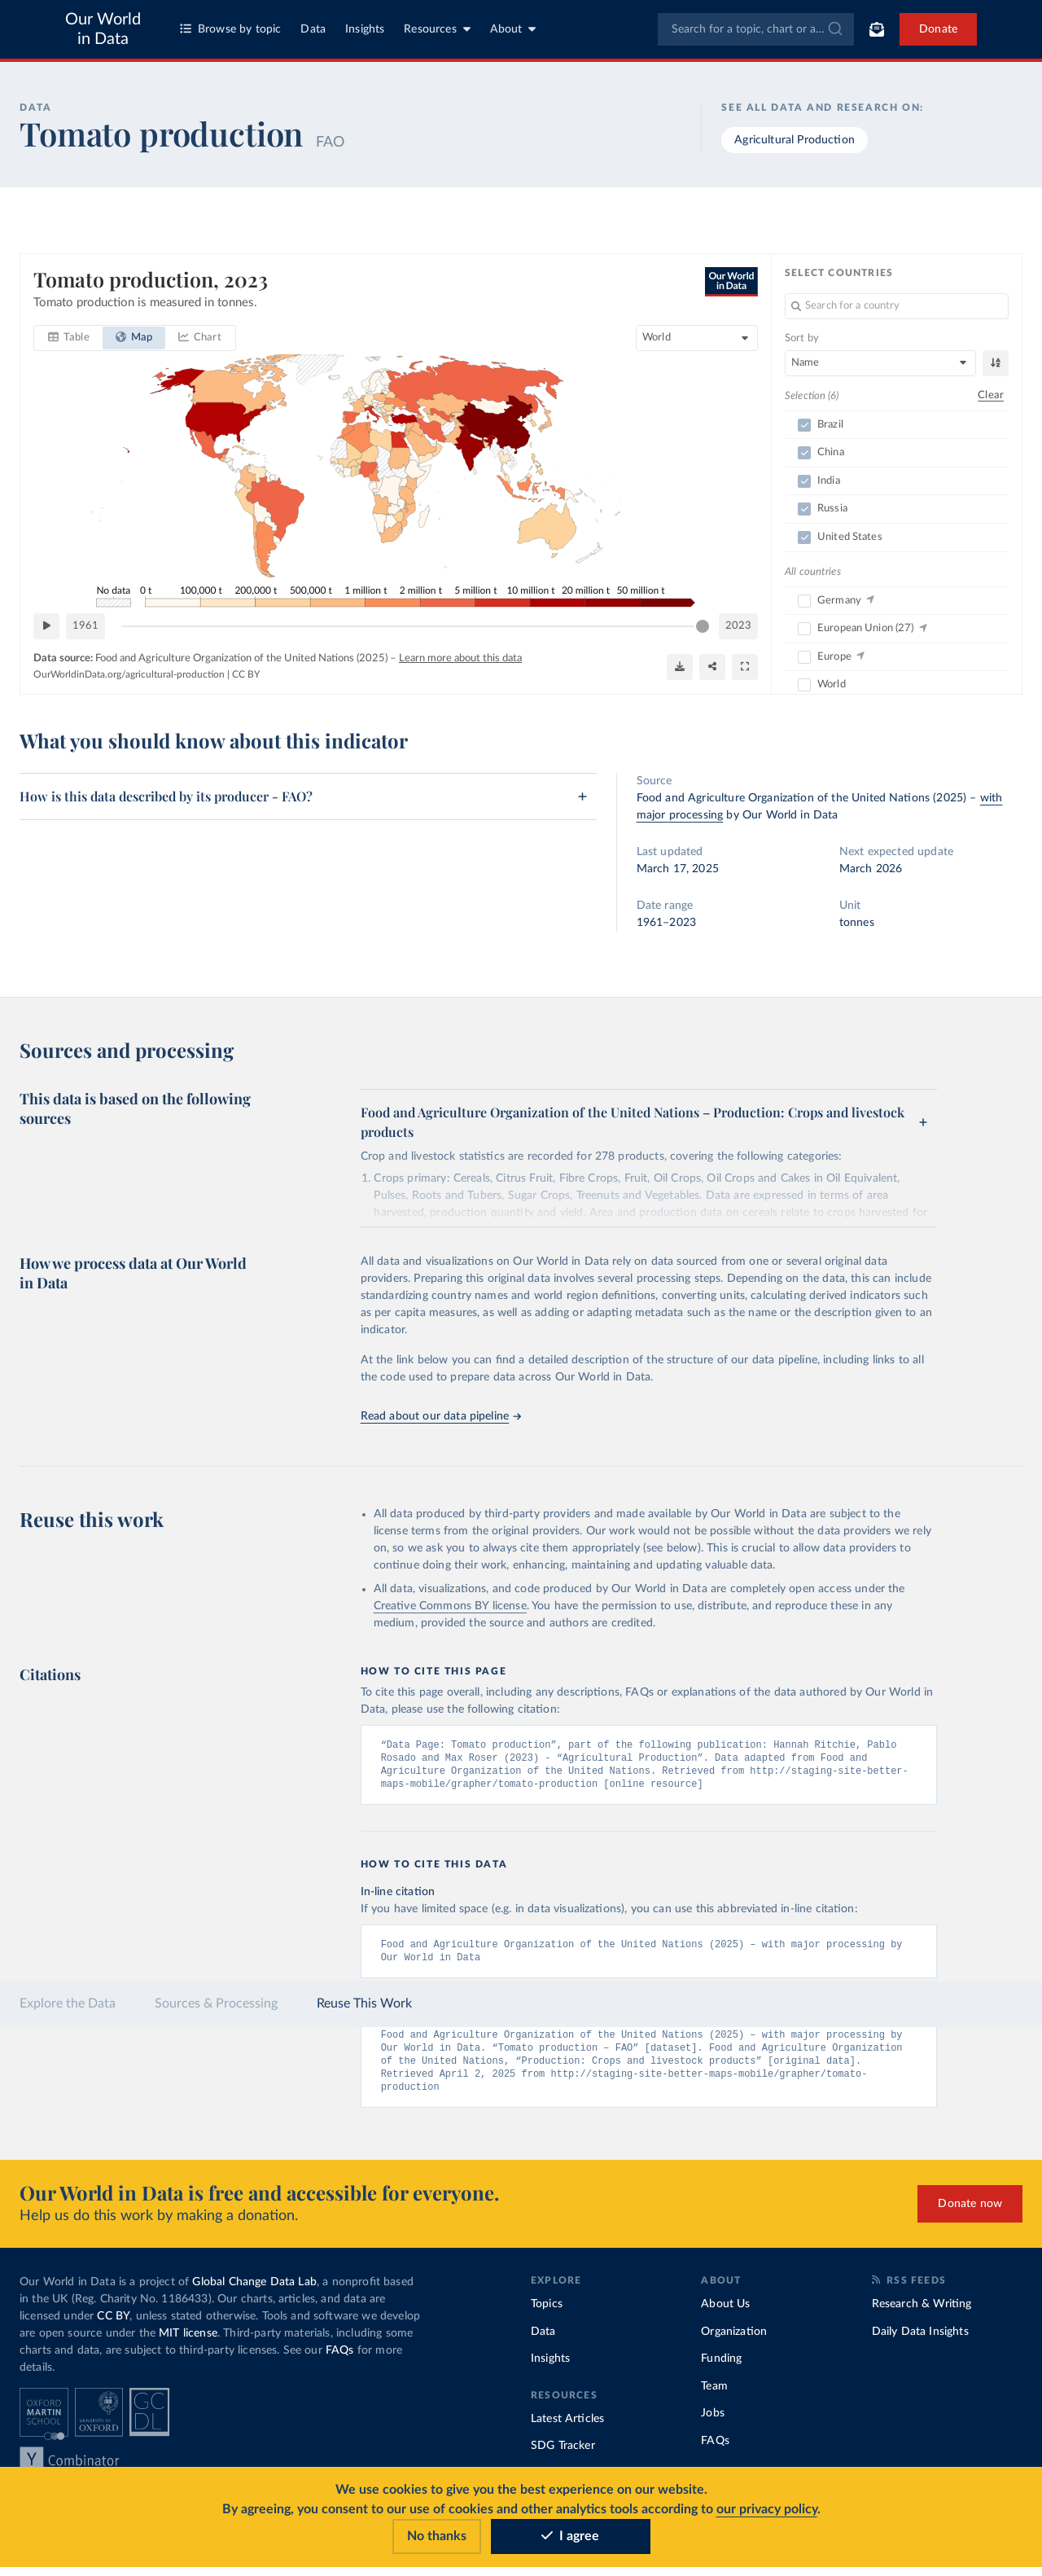 Our World
in Data
Browse by topic
Data
Insights
Resources
About
Search for a topic, chart or a...
Donate
DATA
Tomato production FAO
SEE ALL DATA AND RESEARCH ON:
Agricultural Production
Tomato production, 2023
Tomato production is measured in tonnes.
Our World
in Data
Table
Map
Chart
World
No data
0 t
100,000 t
200,000 t
500,000 t
1 million t
2 million t
5 million t
10 million t
20 million t
50 million t
1961
2023
Data source: Food and Agriculture Organization of the United Nations (2025) – Learn more about this data
OurWorldinData.org/agricultural-production | CC BY
SELECT COUNTRIES
Search for a country
Sort by
Name
Selection (6)
Clear
Brazil
China
India
Russia
United States
All countries
Germany
European Union (27)
Europe
World
What you should know about this indicator
How is this data described by its producer - FAO?
Source
Food and Agriculture Organization of the United Nations (2025) – with
major processing by Our World in Data
Last updated
March 17, 2025
Next expected update
March 2026
Date range
1961–2023
Unit
tonnes
Sources and processing
This data is based on the following
sources
Food and Agriculture Organization of the United Nations – Production: Crops and livestock
products
Crop and livestock statistics are recorded for 278 products, covering the following categories:
1. Crops primary: Cereals, Citrus Fruit, Fibre Crops, Fruit, Oil Crops, Oil Crops and Cakes in Oil Equivalent,
Pulses, Roots and Tubers, Sugar Crops, Treenuts and Vegetables. Data are expressed in terms of area
harvested, production quantity and yield. Area and production data on cereals relate to crops harvested for
How we process data at Our World
in Data
All data and visualizations on Our World in Data rely on data sourced from one or several original data
providers. Preparing this original data involves several processing steps. Depending on the data, this can include
standardizing country names and world region definitions, converting units, calculating derived indicators such
as per capita measures, as well as adding or adapting metadata such as the name or the description given to an
indicator.
At the link below you can find a detailed description of the structure of our data pipeline, including links to all
the code used to prepare data across Our World in Data.
Read about our data pipeline
Reuse this work
• All data produced by third-party providers and made available by Our World in Data are subject to the
license terms from the original providers. Our work would not be possible without the data providers we rely
on, so we ask you to always cite them appropriately (see below). This is crucial to allow data providers to
continue doing their work, enhancing, maintaining and updating valuable data.
• All data, visualizations, and code produced by Our World in Data are completely open access under the
Creative Commons BY license. You have the permission to use, distribute, and reproduce these in any
medium, provided the source and authors are credited.
Citations
HOW TO CITE THIS PAGE
To cite this page overall, including any descriptions, FAQs or explanations of the data authored by Our World in
Data, please use the following citation:
“Data Page: Tomato production”, part of the following publication: Hannah Ritchie, Pablo
Rosado and Max Roser (2023) - “Agricultural Production”. Data adapted from Food and
Agriculture Organization of the United Nations. Retrieved from http://staging-site-better-
maps-mobile/grapher/tomato-production [online resource]
HOW TO CITE THIS DATA
In-line citation
If you have limited space (e.g. in data visualizations), you can use this abbreviated in-line citation:
Food and Agriculture Organization of the United Nations (2025) – with major processing by
Our World in Data
Explore the Data
Sources & Processing
Reuse This Work
Food and Agriculture Organization of the United Nations (2025) – with major processing by
Our World in Data. “Tomato production – FAO” [dataset]. Food and Agriculture Organization
of the United Nations, “Production: Crops and livestock products” [original data].
Retrieved April 2, 2025 from http://staging-site-better-maps-mobile/grapher/tomato-
production
Our World in Data is free and accessible for everyone.
Help us do this work by making a donation.
Donate now
Our World in Data is a project of Global Change Data Lab, a nonprofit based
in the UK (Reg. Charity No. 1186433). Our charts, articles, and data are
licensed under CC BY, unless stated otherwise. Tools and software we develop
are open source under the MIT license. Third-party materials, including some
charts and data, are subject to third-party licenses. See our FAQs for more
details.
OXFORD
MARTIN
SCHOOL
UNIVERSITY OF
OXFORD
GC
DL
Y Combinator
EXPLORE
Topics
Data
Insights
RESOURCES
Latest Articles
SDG Tracker
ABOUT
About Us
Organization
Funding
Team
Jobs
FAQs
RSS FEEDS
Research & Writing
Daily Data Insights
We use cookies to give you the best experience on our website.
By agreeing, you consent to our use of cookies and other analytics tools according to our privacy policy.
No thanks
I agree